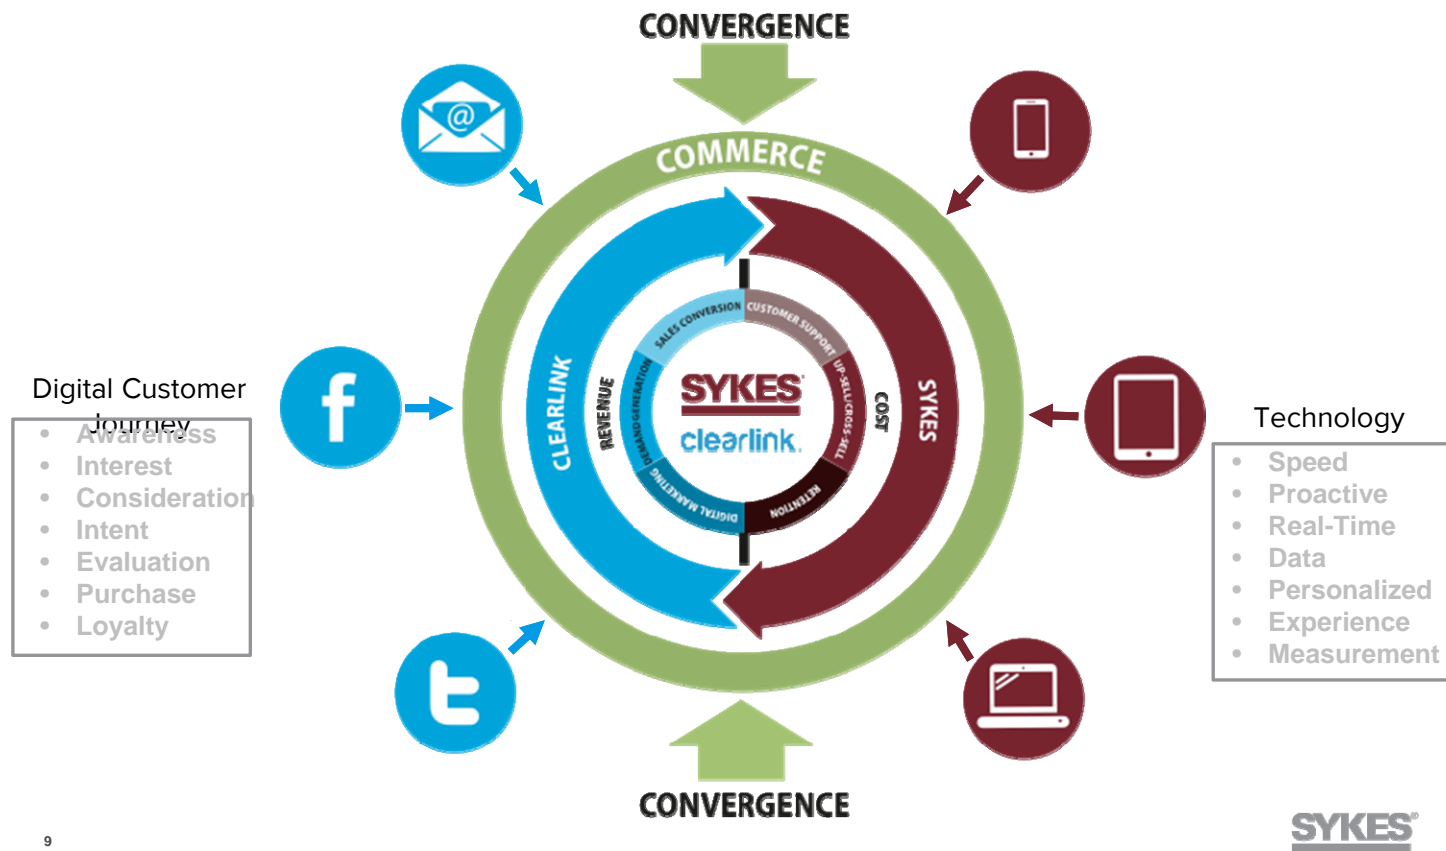 CONVERGENCE
@
COMMERCE
CLEARLINK
REVENUE
SALES CONVERSION
CUSTOMER SUPPORT
DEMAND GENERATION
UP-SELL/CROSS-SELL
DIGITAL MARKETING
RETENTION
SYKES
clearlink.
COST
SYKES
f
t
Digital Customer
Journey
• Awareness
• Interest
• Consideration
• Intent
• Evaluation
• Purchase
• Loyalty
Technology
• Speed
• Proactive
• Real-Time
• Data
• Personalized
• Experience
• Measurement
CONVERGENCE
9
SYKES®